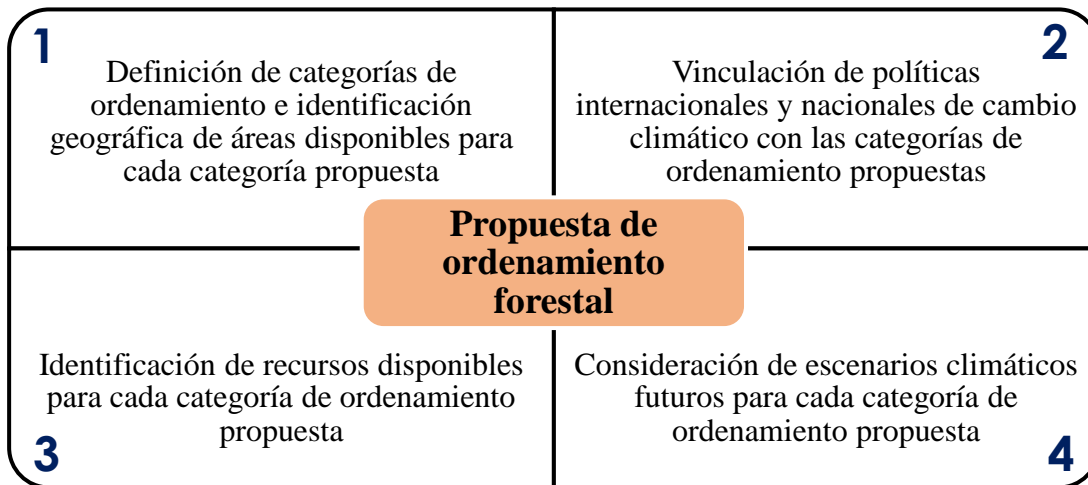 1
Definición de categorías de
ordenamiento e identificación
geográfica de áreas disponibles para
cada categoría propuesta
2
Vinculación de políticas
internacionales y nacionales de cambio
climático con las categorías de
ordenamiento propuestas
Propuesta de
ordenamiento
forestal
Identificación de recursos disponibles
para cada categoría de ordenamiento
propuesta
3
Consideración de escenarios climáticos
futuros para cada categoría de
ordenamiento propuesta
4